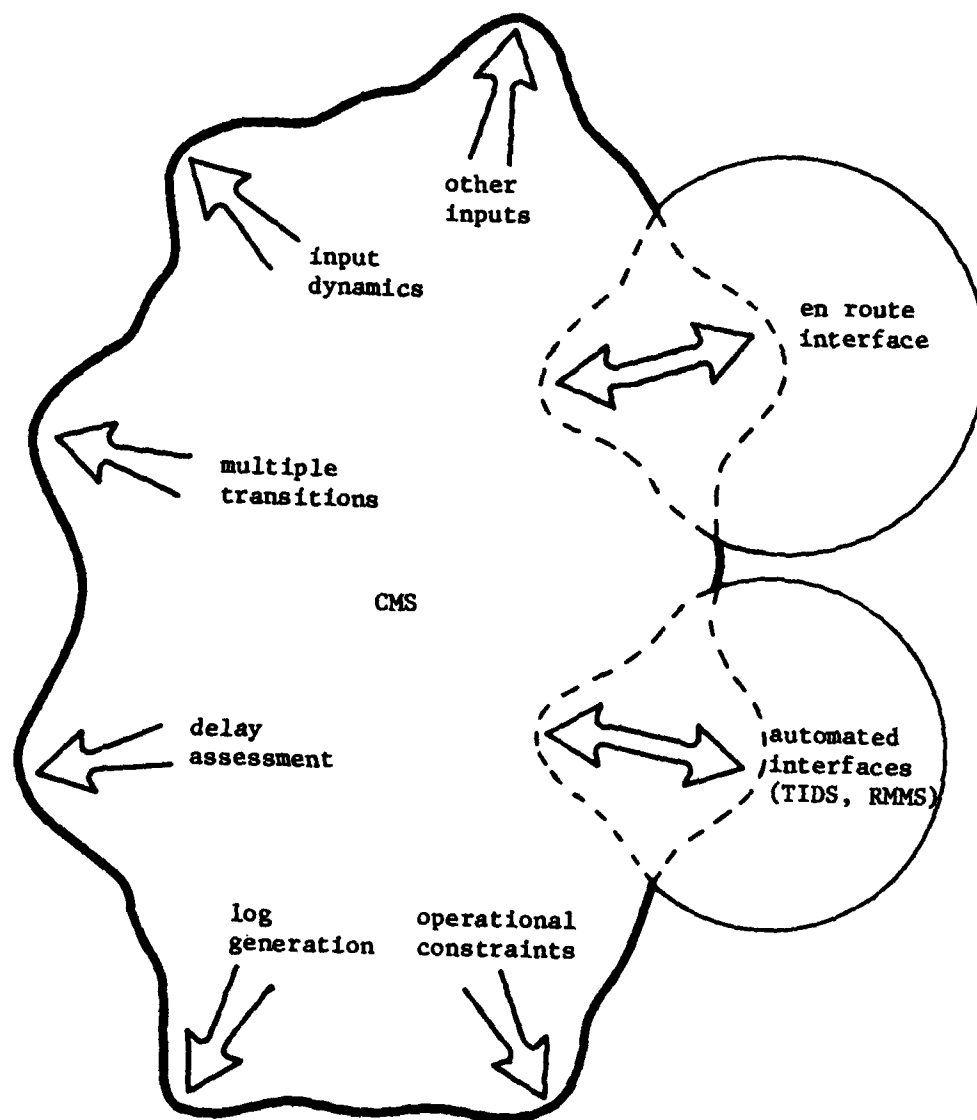 other
inputs
input
dynamics
en route
interface
multiple
transitions
CMS
delay
assessment
automated
interfaces
(TIDS, RMMS)
log
generation
operational
constraints